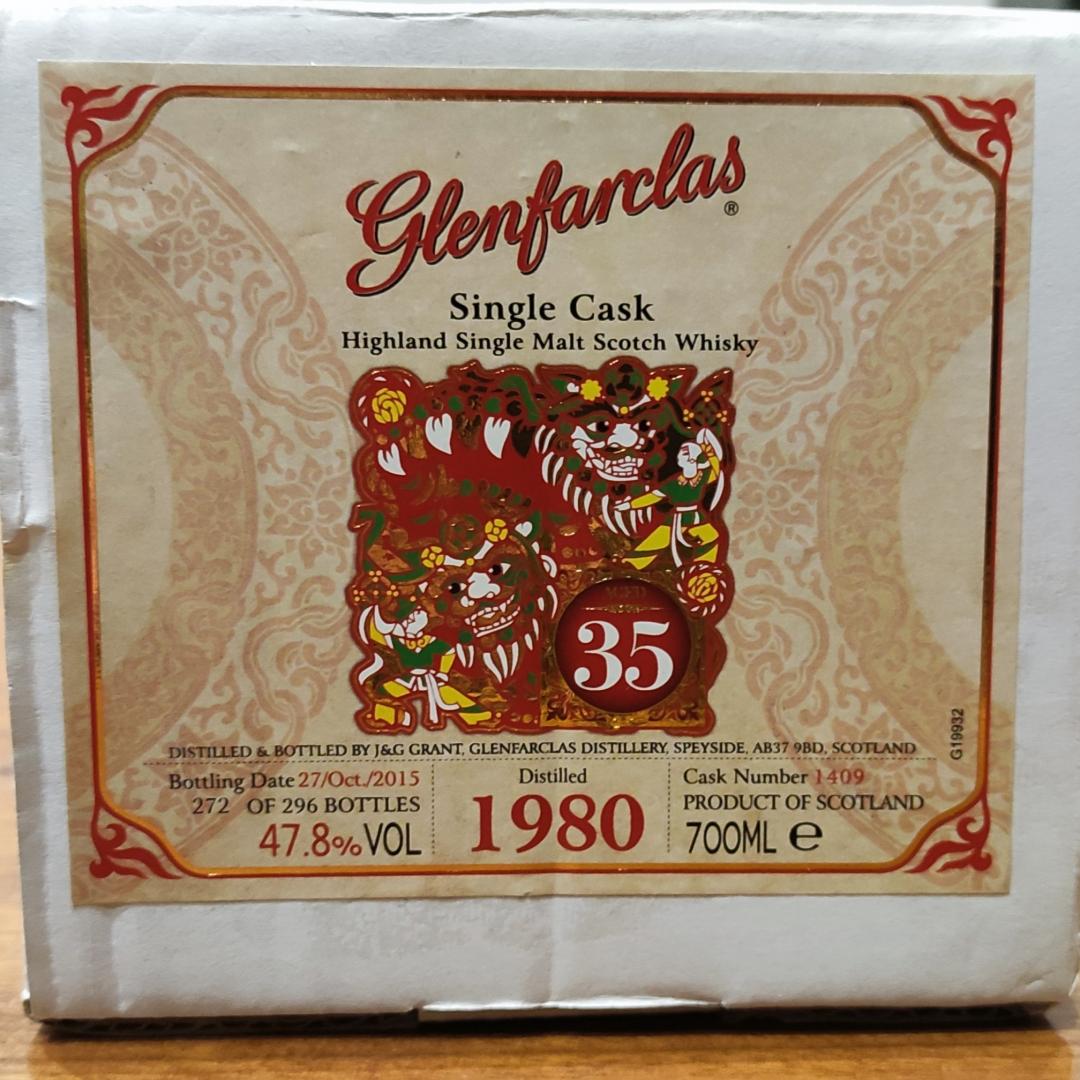 Glenfarclas®
Single Cask
Highland Single Malt Scotch Whisky
AGED
35
DISTILLED & BOTTLED BY J&G GRANT, GLENFARCLAS DISTILLERY, SPEYSIDE, AB37 9BD, SCOTLAND
G19932
Bottling Date 27/Oct./2015
272 OF 296 BOTTLES
47.8%VOL
Distilled
1980
Cask Number 1409
PRODUCT OF SCOTLAND
700ML ℮